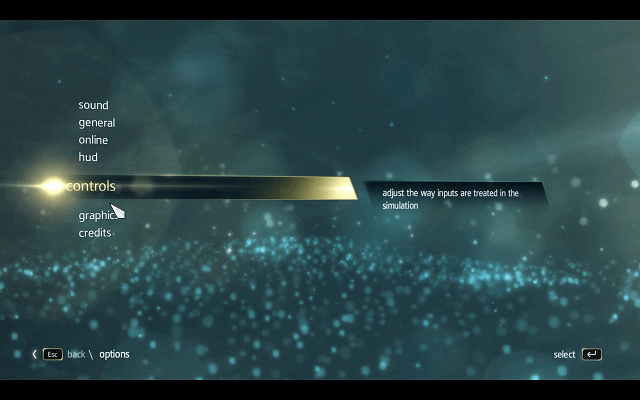 sound
general
online
hud
controls
adjust the way inputs are treated in the
simulation
graphic
credits
Esc back \ options
select